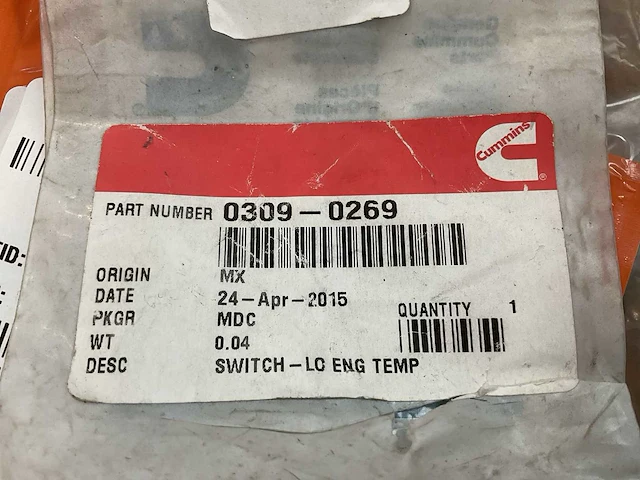 Cummins
PART NUMBER 0309-0269
ORIGIN MX
DATE 24-Apr-2015
PKGR MDC
WT 0.04
QUANTITY 1
DESC SWITCH-LO ENG TEMP